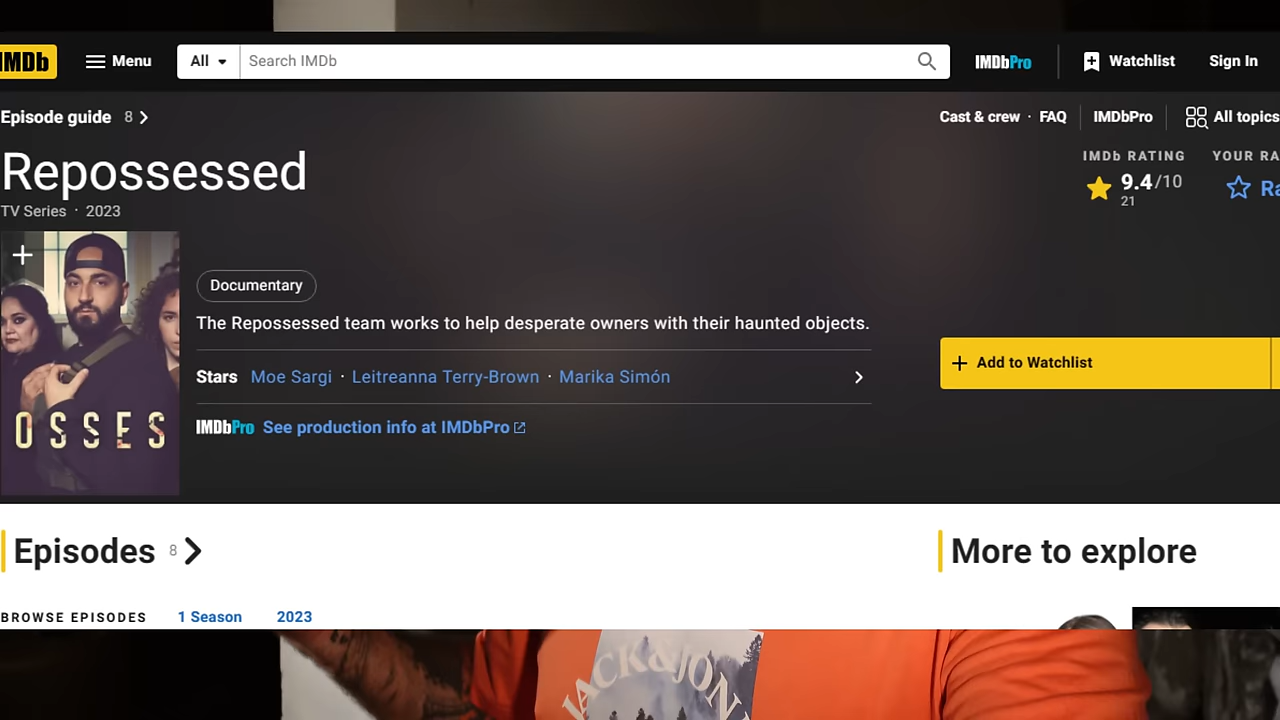 IMDb Menu All Search IMDb IMDbPro Watchlist Sign In
Episode guide 8 Cast & crew · FAQ IMDbPro All topics
Repossessed
TV Series · 2023
IMDb RATING YOUR RA
9.4/10 Ra
21
OSSES
Documentary
The Repossessed team works to help desperate owners with their haunted objects.
Stars Moe Sargi · Leitreanna Terry-Brown · Marika Simón
IMDbPro See production info at IMDbPro
+ Add to Watchlist
Episodes 8
More to explore
BROWSE EPISODES 1 Season 2023
JACK&JON